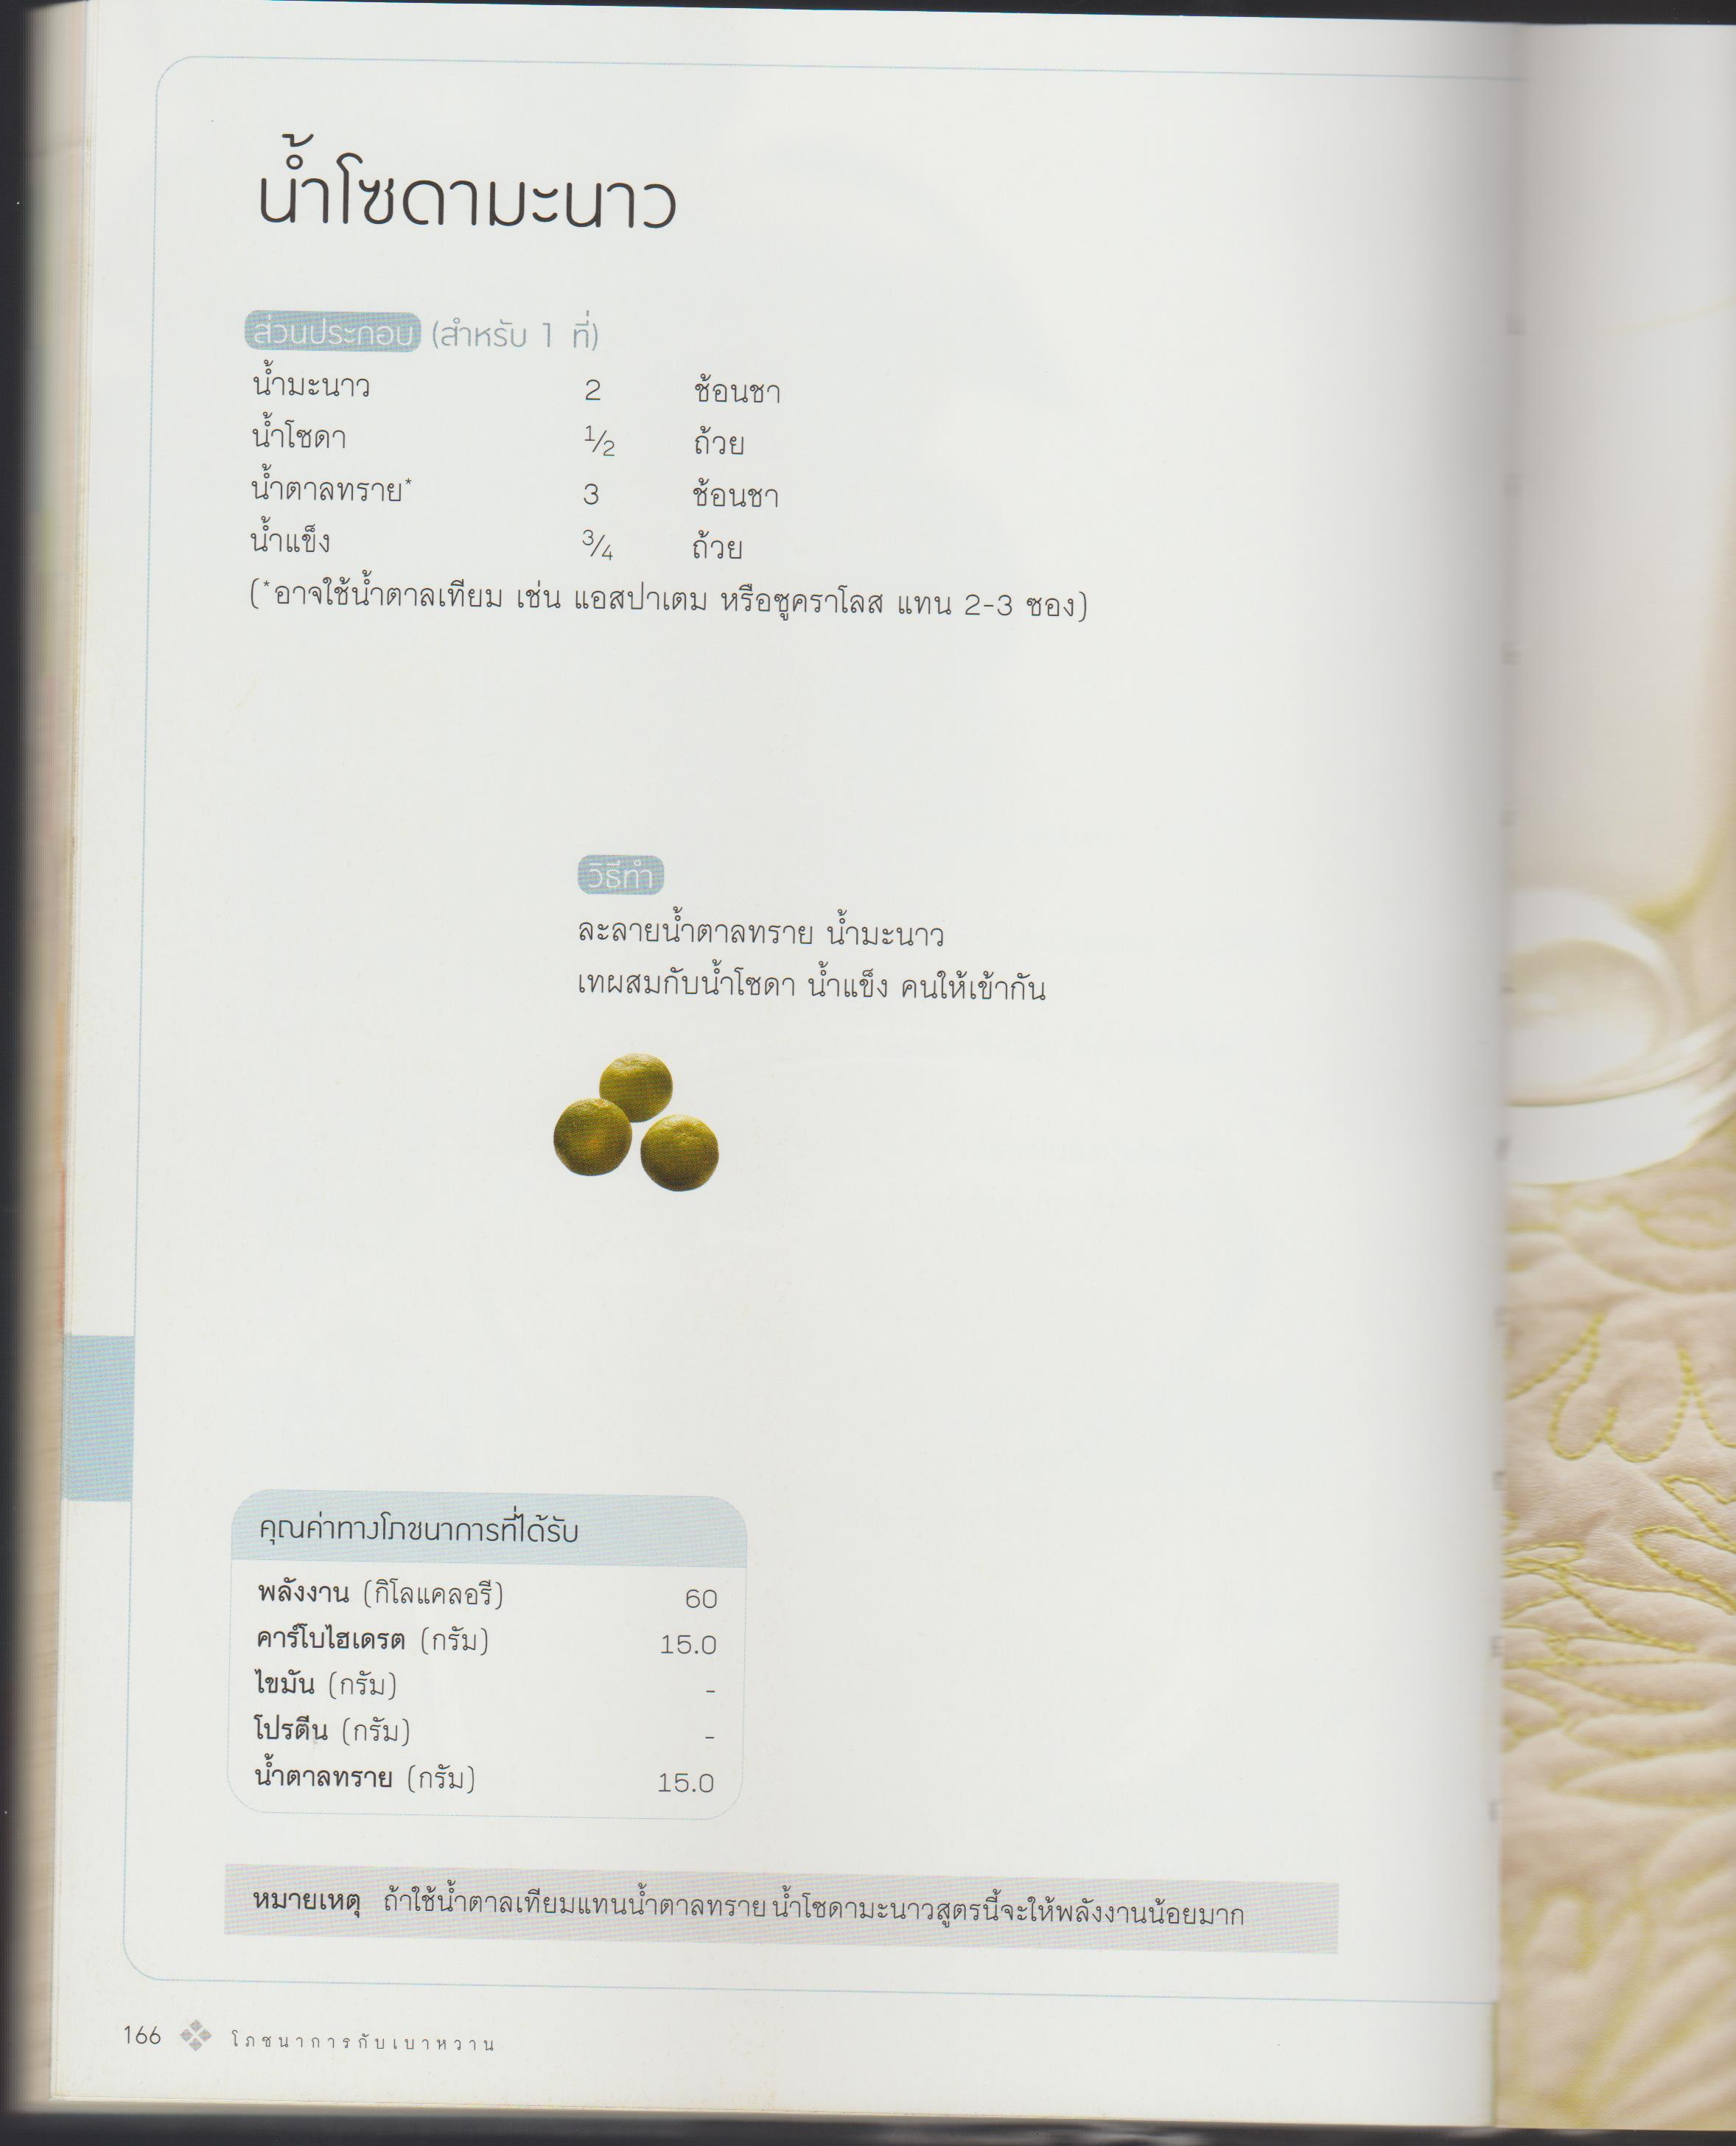 น้ำโซดามะนาว
ส่วนประกอบ (สำหรับ 1 ที่)
น้ำมะนาว 2 ช้อนชา
น้ำโซดา 1/2 ถ้วย
น้ำตาลทราย* 3 ช้อนชา
น้ำแข็ง 3/4 ถ้วย
(*อาจใช้น้ำตาลเทียม เช่น แอสปาเตม หรือซูคราโลส แทน 2-3 ซอง)
วิธีทำ
ละลายน้ำตาลทราย น้ำมะนาว
เทผสมกับน้ำโซดา น้ำแข็ง คนให้เข้ากัน
คุณค่าทางโภชนาการที่ได้รับ
พลังงาน (กิโลแคลอรี) 60
คาร์โบไฮเดรต (กรัม) 15.0
ไขมัน (กรัม) -
โปรตีน (กรัม) -
น้ำตาลทราย (กรัม) 15.0
หมายเหตุ ถ้าใช้น้ำตาลเทียมแทนน้ำตาลทราย น้ำโซดามะนาวสูตรนี้จะให้พลังงานน้อยมาก
166 โภชนาการกับเบาหวาน